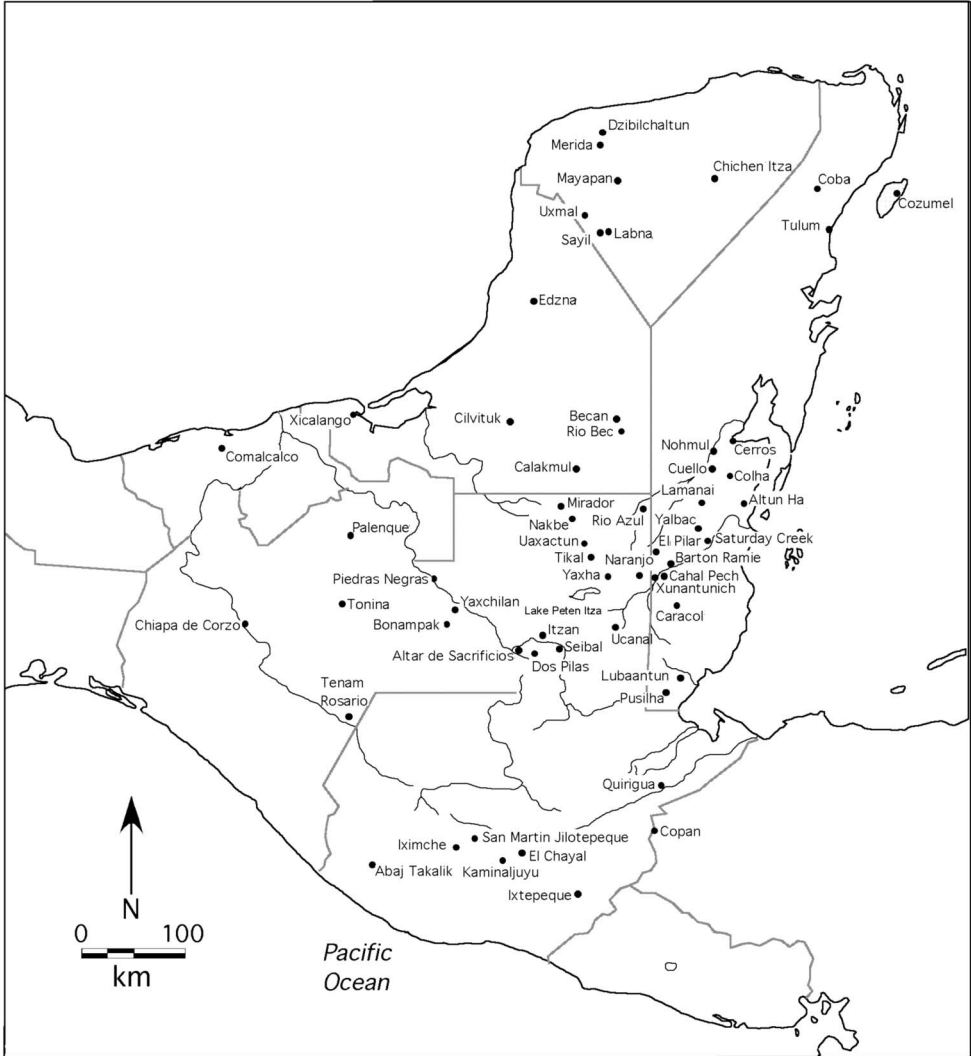 Dzibilchaltun
Merida
Mayapan
Chichen Itza
Coba
Cozumel
Uxmal
Tulum
Sayil
Labna
Edzna
Xicalango
Cilvituk
Becan
Rio Bec
Comalcalco
Nohmul
Cerros
Calakmul
Cuello
Colha
Lamanai
Altun Ha
Mirador
Rio Azul
Nakbe
Yalbac
Palenque
Uaxactun
El Pilar
Saturday Creek
Tikal
Naranjo
Barton Ramie
Piedras Negras
Yaxha
Cahal Pech
Xunantunich
Tonina
Yaxchilan
Lake Peten Itza
Caracol
Chiapa de Corzo
Bonampak
Itzan
Ucanal
Altar de Sacrificios
Seibal
Dos Pilas
Lubaantun
Tenam
Rosario
Pusilha
Quirigua
Copan
San Martin Jilotepeque
Iximche
El Chayal
Abaj Takalik
Kaminaljuyu
Ixtepeque
N
0 100
km
Pacific
Ocean